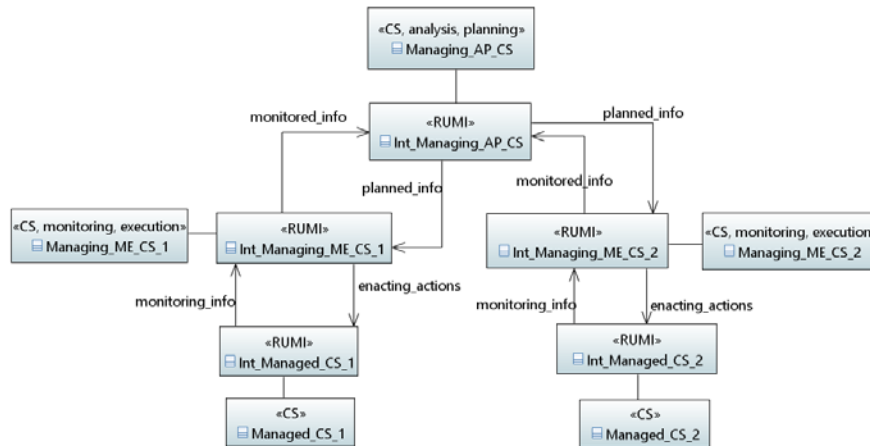 «CS, analysis, planning»
Managing_AP_CS
monitored_info
«RUMI»
Int_Managing_AP_CS
planned_info
planned_info
monitored_info
«CS, monitoring, execution»
Managing_ME_CS_1
«RUMI»
Int_Managing_ME_CS_1
«RUMI»
Int_Managing_ME_CS_2
«CS, monitoring, execution»
Managing_ME_CS_2
monitoring_info
enacting_actions
monitoring_info
enacting_actions
«RUMI»
Int_Managed_CS_1
«RUMI»
Int_Managed_CS_2
«CS»
Managed_CS_1
«CS»
Managed_CS_2